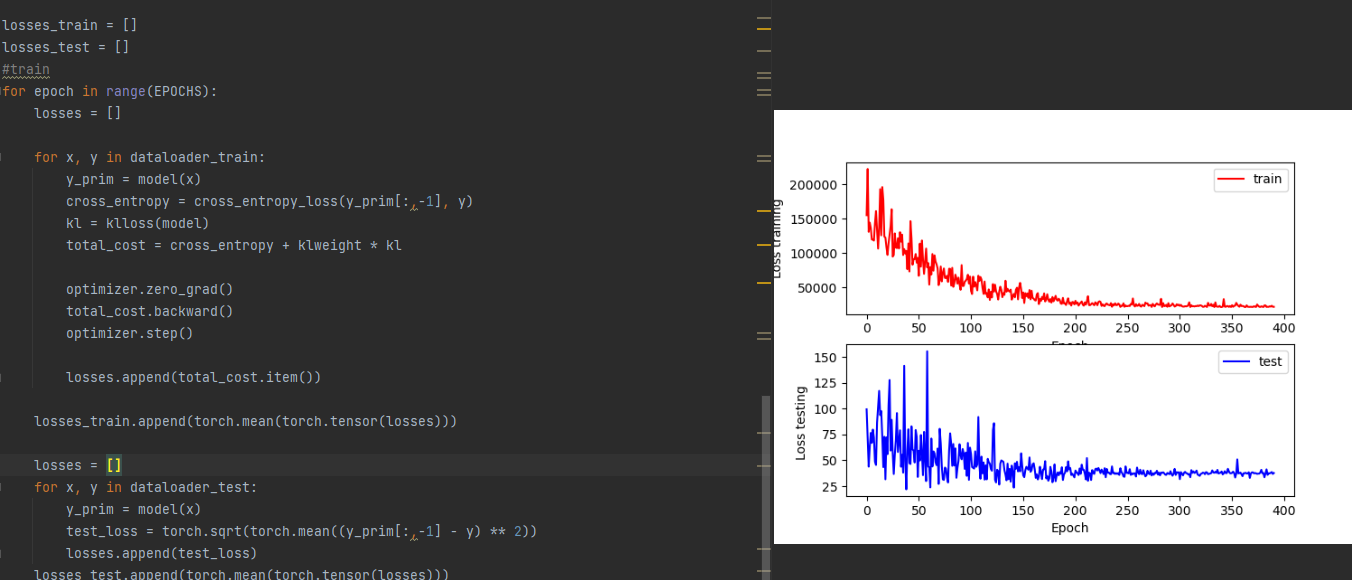 losses_train = []
losses_test = []
#train
for epoch in range(EPOCHS):
losses = []
for x, y in dataloader_train:
y_prim = model(x)
cross_entropy = cross_entropy_loss(y_prim[:,-1], y)
kl = klloss(model)
total_cost = cross_entropy + klweight * kl
optimizer.zero_grad()
total_cost.backward()
optimizer.step()
losses.append(total_cost.item())
losses_train.append(torch.mean(torch.tensor(losses)))
losses = []
for x, y in dataloader_test:
y_prim = model(x)
test_loss = torch.sqrt(torch.mean((y_prim[:,-1] - y) ** 2))
losses.append(test_loss)
losses_test.append(torch.mean(torch.tensor(losses)))
train
200000
150000
100000
50000
Loss training
0 50 100 150 200 250 300 350 400
Epoch
test
150
125
100
75
50
25
Loss testing
0 50 100 150 200 250 300 350 400
Epoch